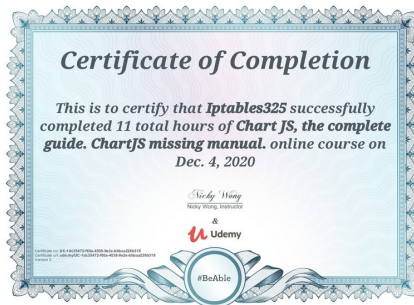 Certificate of Completion
This is to certify that Iptables325 successfully
completed 11 total hours of Chart JS, the complete
guide. ChartJS missing manual. online course on
Dec. 4, 2020
Nicky Wong
Nicky Wong, Instructor
&
Udemy
#BeAble